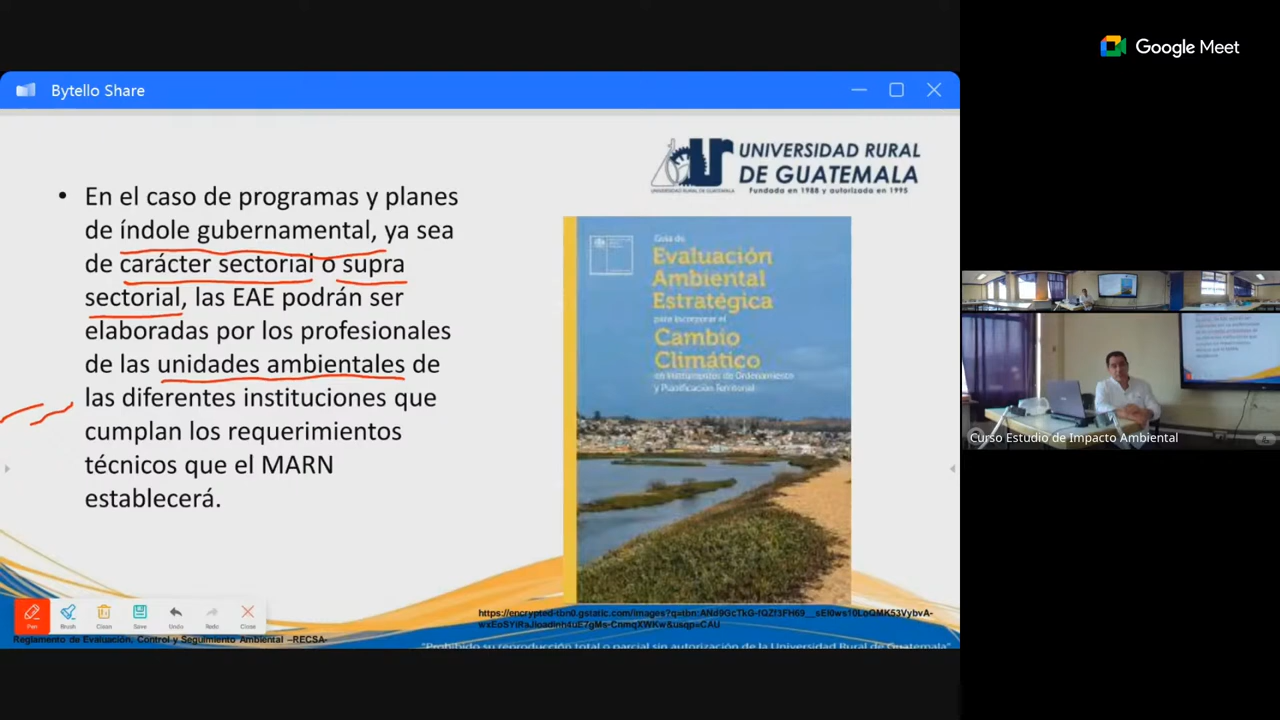 Google Meet
Bytello Share
UNIVERSIDAD RURAL
DE GUATEMALA
Fundada en 1988 y autorizada en 1995
UNIVERSIDAD RURAL DE GUATEMALA
• En el caso de programas y planes
de índole gubernamental, ya sea
de carácter sectorial o supra
sectorial, las EAE podrán ser
elaboradas por los profesionales
de las unidades ambientales de
las diferentes instituciones que
cumplan los requerimientos
técnicos que el MARN
establecerá.
Guía de
Evaluación
Ambiental
Estratégica
para incorporar el
Cambio
Climático
en Instrumentos de Ordenamiento
y Planificación Territorial
Pen
Brush
Clean
Save
Undo
Redo
Close
Reglamento de Evaluación, Control y Seguimiento Ambiental –RECSA-
"Prohibido su reproducción total o parcial sin autorización de la Universidad Rural de Guatemala"
Curso Estudio de Impacto Ambiental